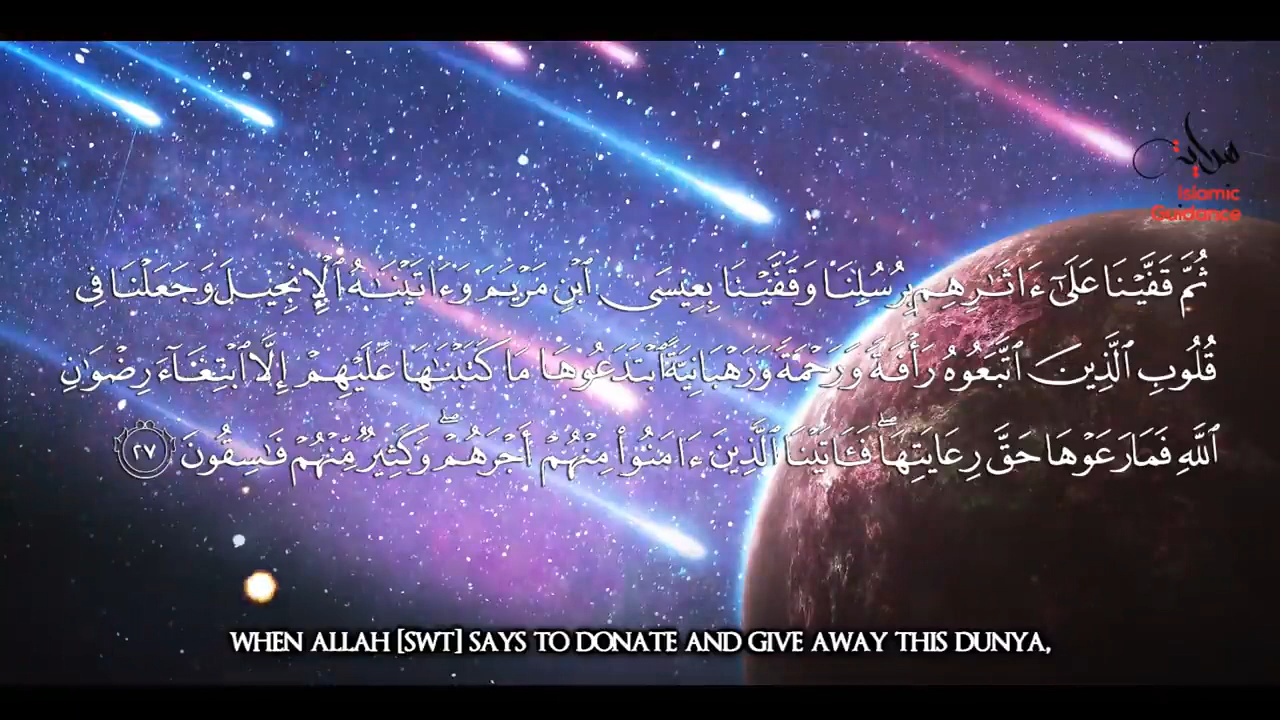 هداية
Islamic
Guidance
ثُمَّ قَفَّيْنَا عَلَىٰٓ ءَاثَٰرِهِم بِرُسُلِنَا وَقَفَّيْنَا بِعِيسَى ٱبْنِ مَرْيَمَ وَءَاتَيْنَٰهُ ٱلْإِنجِيلَ وَجَعَلْنَا فِى
قُلُوبِ ٱلَّذِينَ ٱتَّبَعُوهُ رَأْفَةً وَرَحْمَةً وَرَهْبَانِيَّةً ٱبْتَدَعُوهَا مَا كَتَبْنَٰهَا عَلَيْهِمْ إِلَّا ٱبْتِغَآءَ رِضْوَٰنِ
ٱللَّهِ فَمَا رَعَوْهَا حَقَّ رِعَايَتِهَا ۖ فَـَٔاتَيْنَا ٱلَّذِينَ ءَامَنُوا۟ مِنْهُمْ أَجْرَهُمْ ۖ وَكَثِيرٌ مِّنْهُمْ فَٰسِقُونَ ٢٧
WHEN ALLAH [SWT] SAYS TO DONATE AND GIVE AWAY THIS DUNYA,